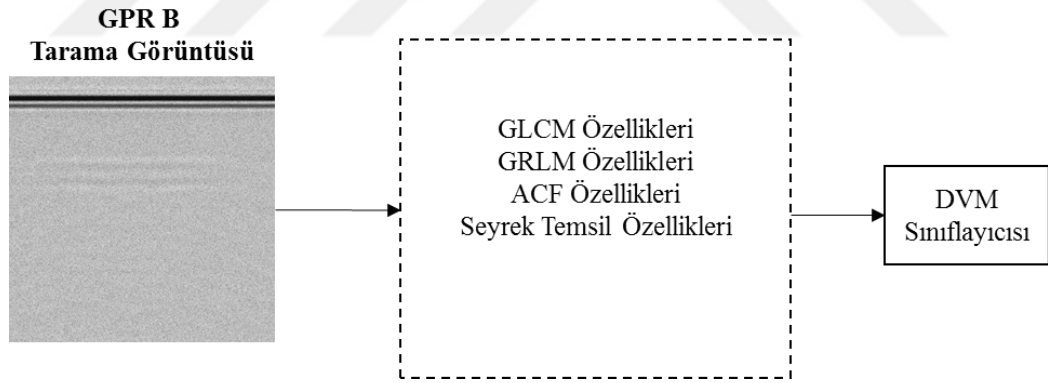 GPR B
Tarama Görüntüsü
GLCM Özellikleri
GRLM Özellikleri
ACF Özellikleri
Seyrek Temsil Özellikleri
DVM
Sınıflayıcısı